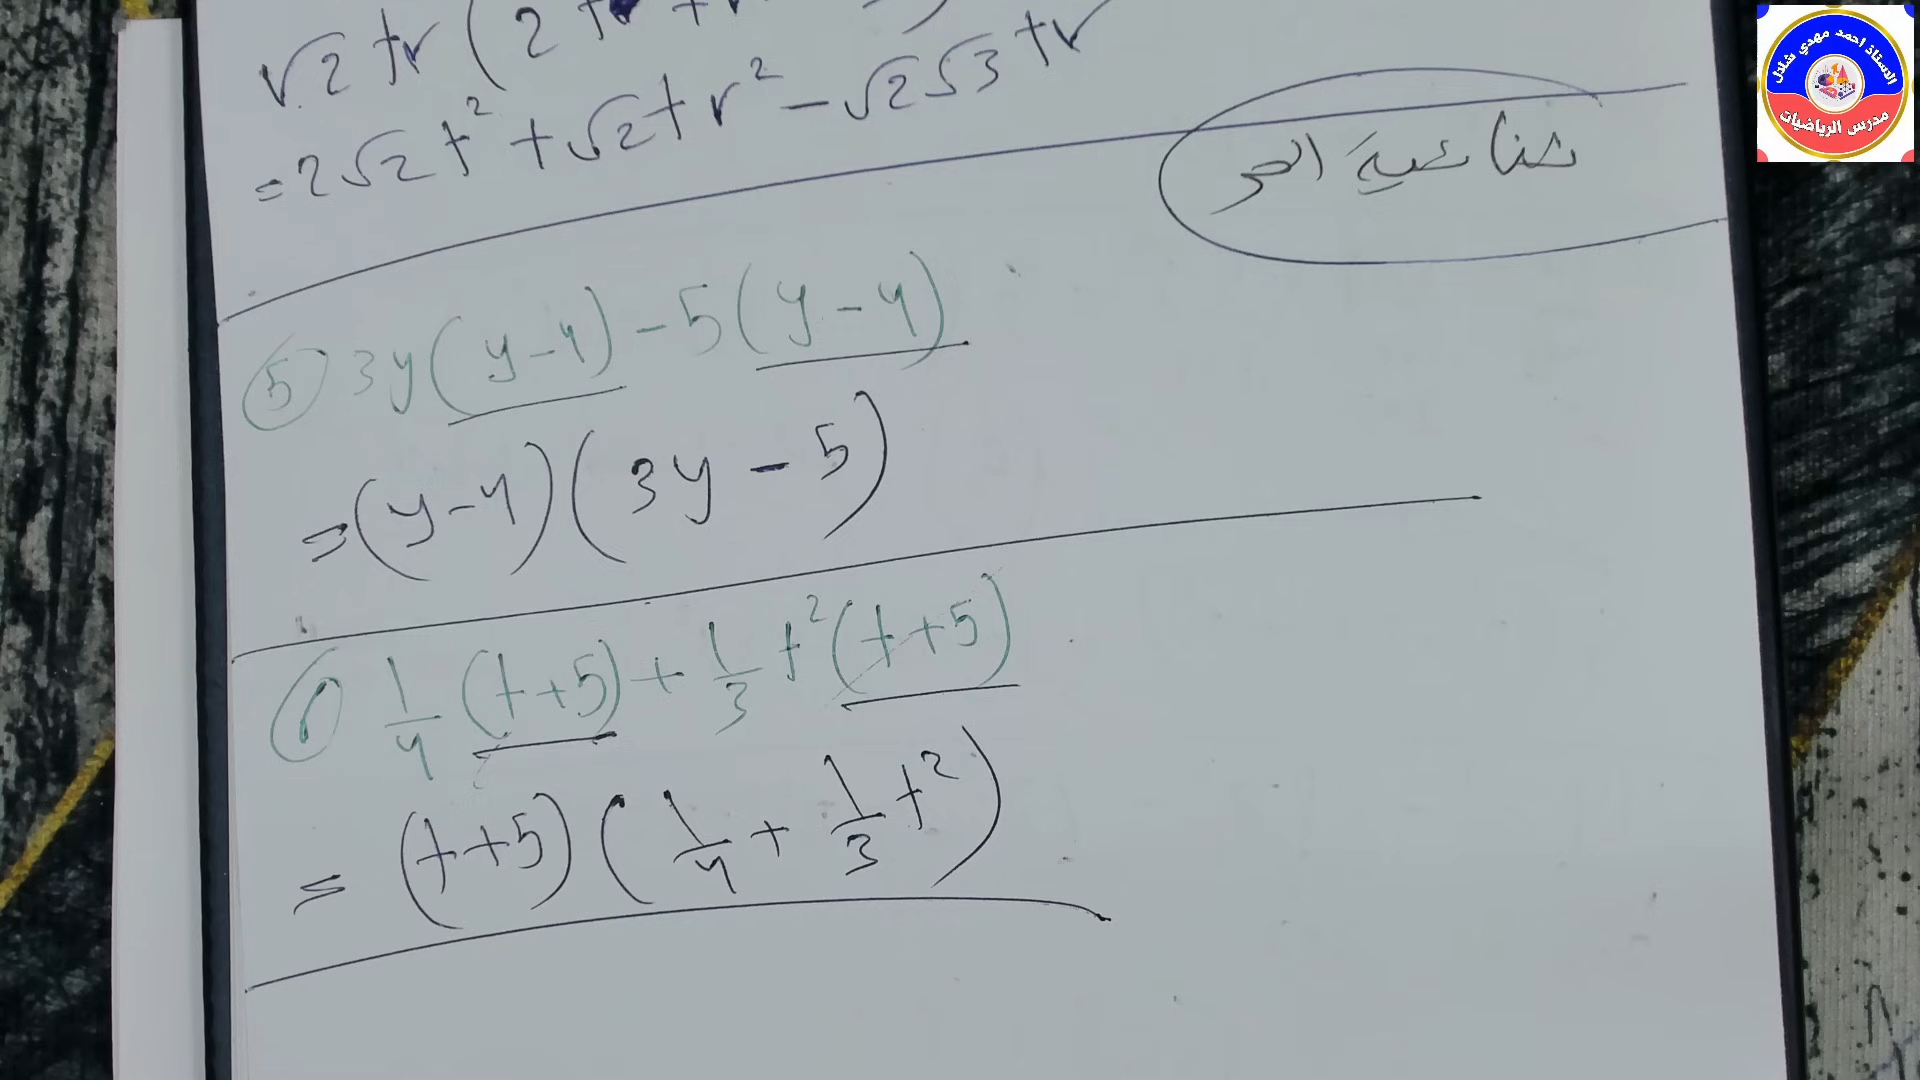 √2 tr (2
= 2√2 t² + √2 tr² - √2√3 tr
ثنائية الحد
⑤ 3y(y-4) - 5(y-4)
= (y-4)(3y - 5)
⑥ 1/4 (t+5) + 1/3 t²(t+5)
= (t+5)(1/4 + 1/3 t²)
الاستاذ احمد مهدي شلال
مدرس الرياضيات